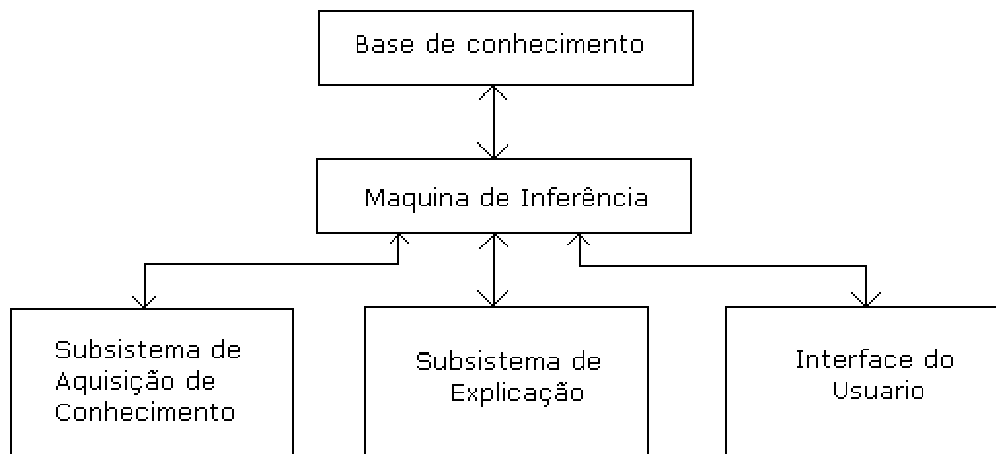 Base de conhecimento
Maquina de Inferência
Subsistema de
Aquisição de
Conhecimento
Subsistema de
Explicação
Interface do
Usuario